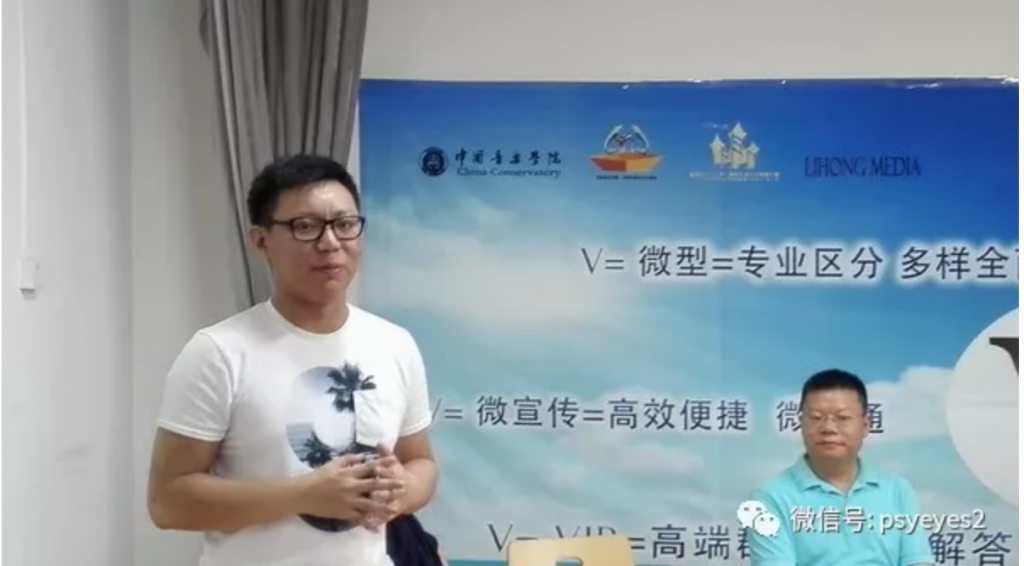 中国音乐学院
China Conservatory
LIHONG MEDIA
V= 微型=专业区分 多样全
V= 微宣传=高效便捷 微 通
V= VIP=高端 解答
微信号: psyeyes2